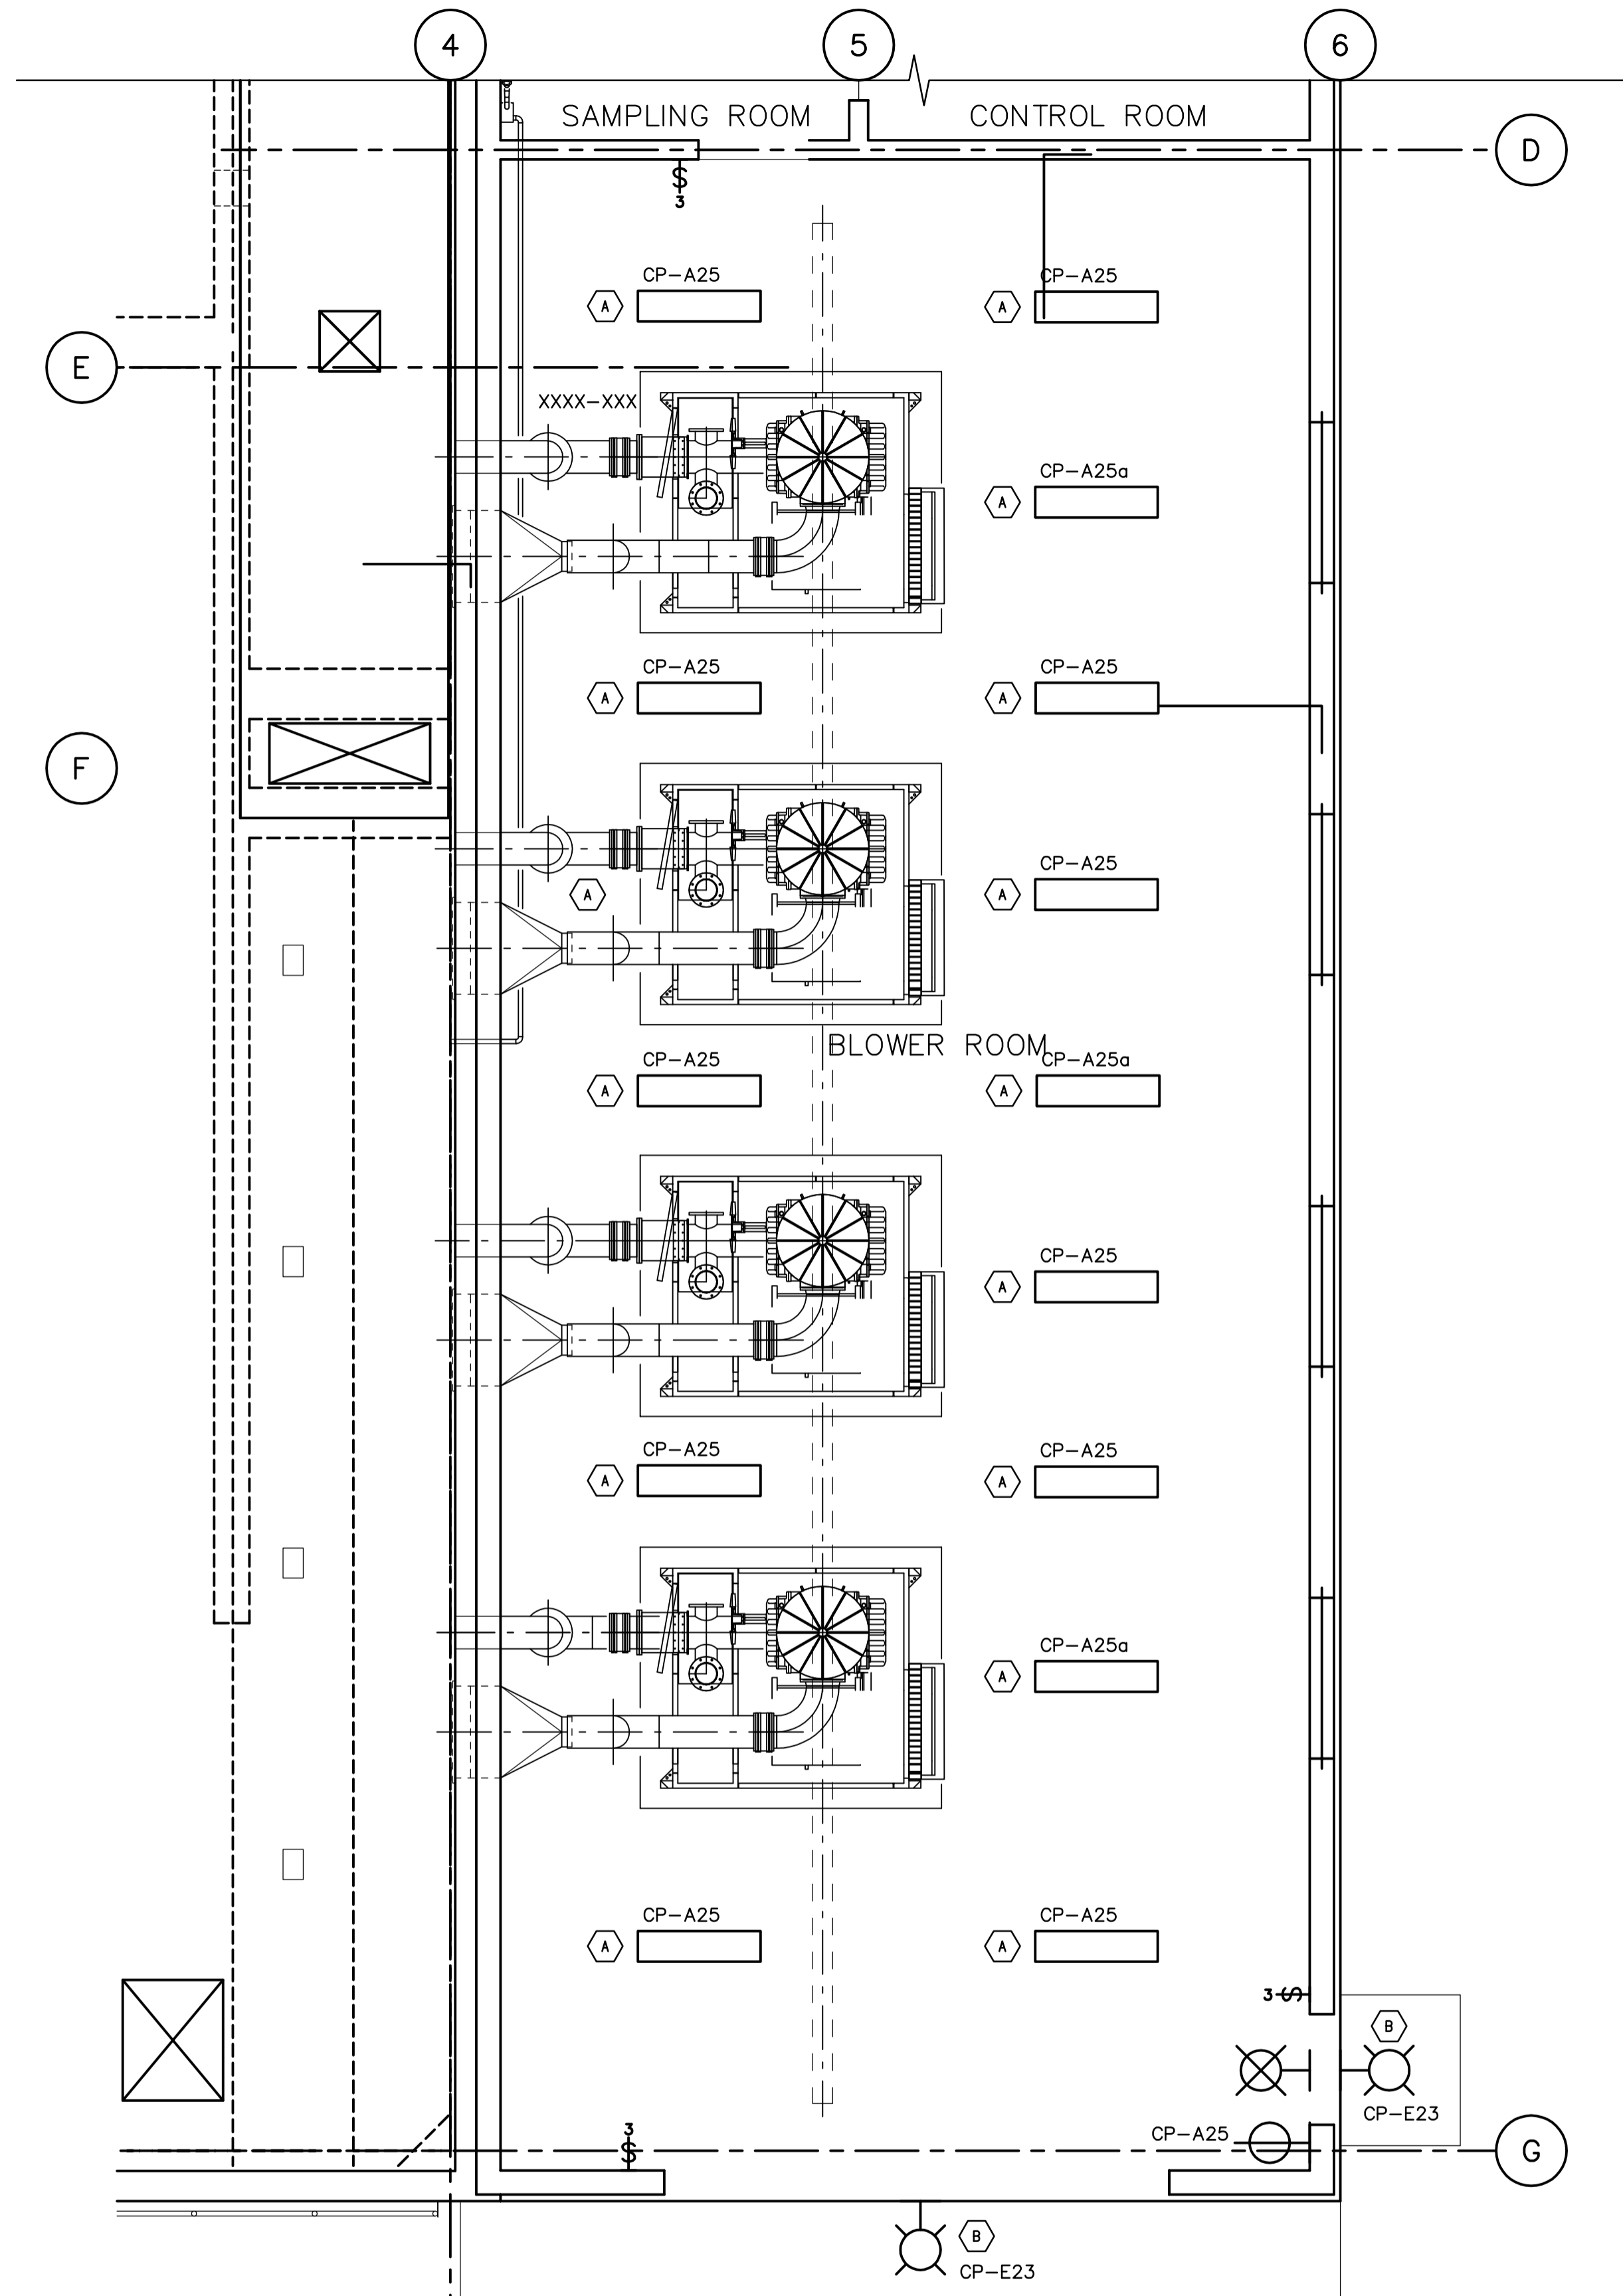 4 5 6
SAMPLING ROOM CONTROL ROOM
D
$
3
CP-A25 CP-A25
A A
E
XXXX-XXX
CP-A25a
A
CP-A25 CP-A25
A A
F
CP-A25
A A
BLOWER ROOM
CP-A25 CP-A25a
A A
CP-A25
A
CP-A25 CP-A25
A A
CP-A25a
A
CP-A25 CP-A25
A A
3 $
B
CP-E23
3 CP-A25
$ G
B
CP-E23